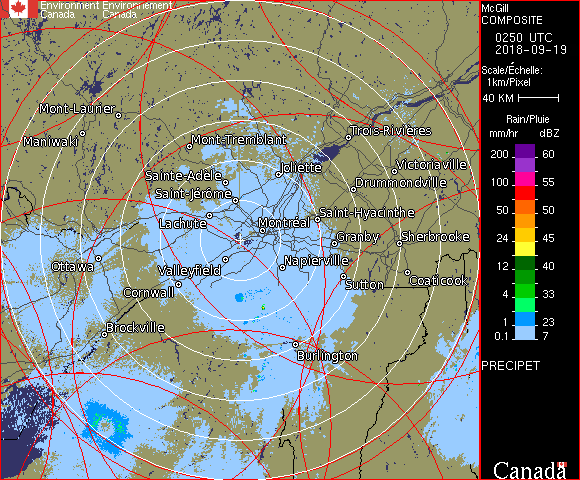 Environment Environnement
Canada Canada
McGill
COMPOSITE
0250 UTC
2018-09-19
Scale/Échelle:
1km/Pixel
40 KM
Rain/Pluie
mm/hr dBZ
200 60
100 55
50 50
24 45
12 40
4 33
2 23
0.1 7
PRECIPET
Canada
Mont-Laurier
Maniwaki
Mont-Tremblant
Trois-Rivières
Sainte-Adèle
Joliette
Victoriaville
Saint-Jérôme
Drummondville
Lachute
Montréal
Saint-Hyacinthe
Granby
Sherbrooke
Ottawa
Valleyfield
Napierville
Cornwall
Sutton
Coaticook
Brockville
Burlington